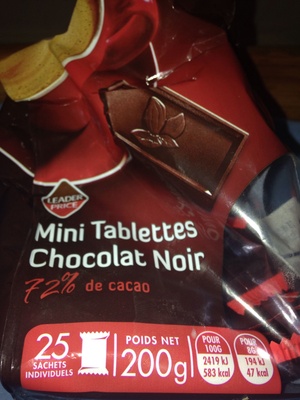 LEADER
PRICE
Mini Tablettes
Chocolat Noir
72% de cacao
25
SACHETS
INDIVIDUELS
POIDS NET
200g
POUR
100G
2419 kJ
583 kcal
194 kJ
47 kcal